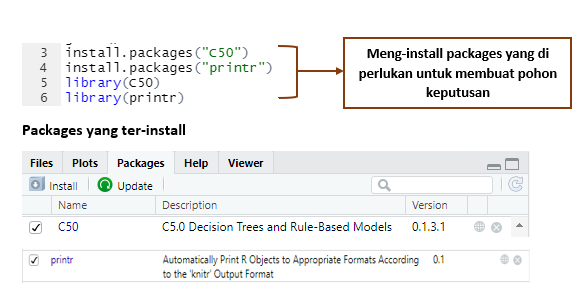 3 install.packages("C50")
4 install.packages("printr")
5 library(C50)
6 library(printr)
Meng-install packages yang di
perlukan untuk membuat pohon
keputusan
Packages yang ter-install
Files Plots Packages Help Viewer
Install Update
Name Description Version
C50 C5.0 Decision Trees and Rule-Based Models 0.1.3.1
printr Automatically Print R Objects to Appropriate Formats According 0.1
to the 'knitr' Output Format